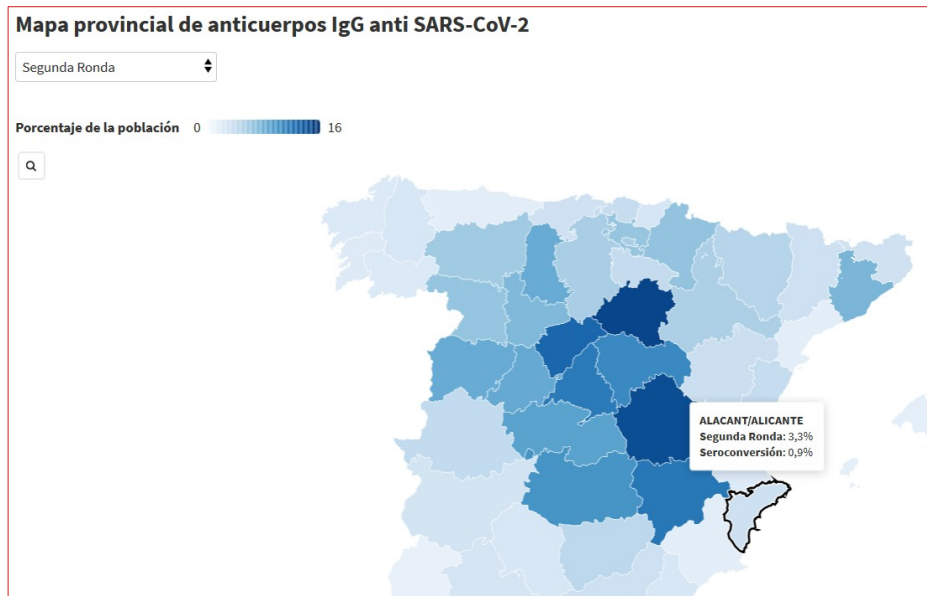 Mapa provincial de anticuerpos IgG anti SARS-CoV-2
Segunda Ronda
Porcentaje de la población 0 16
ALACANT/ALICANTE
Segunda Ronda: 3,3%
Seroconversión: 0,9%